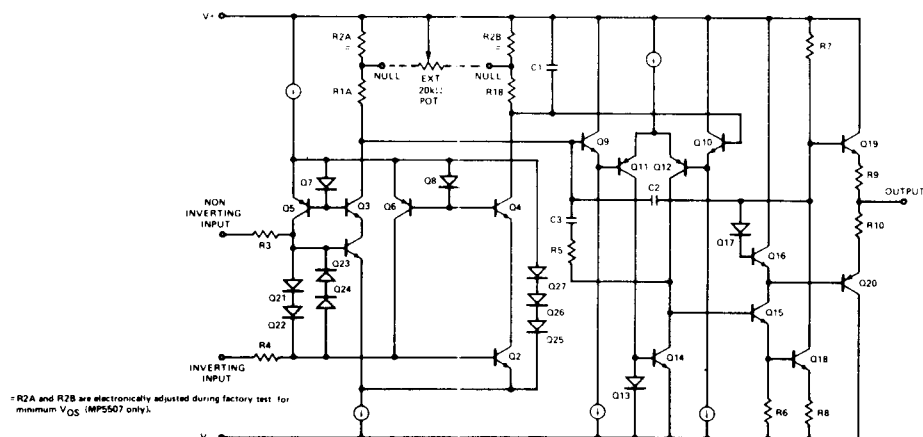 V+
R2A
=
R2B
=
R7
NULL
EXT
20kΩ
POT
NULL
C1
R1A
R1B
Q9
Q11
Q12
Q10
Q19
Q7
Q8
R9
OUTPUT
Q5
Q3
Q6
Q4
C2
NON
INVERTING
INPUT
R3
C3
R5
R10
Q17
Q16
Q23
Q24
Q21
Q22
Q27
Q26
Q25
Q20
Q15
R4
INVERTING
INPUT
Q2
Q14
Q18
Q13
R6
R8
=R2A and R2B are electronically adjusted during factory test for
minimum VOS (MP5507 only).
V-